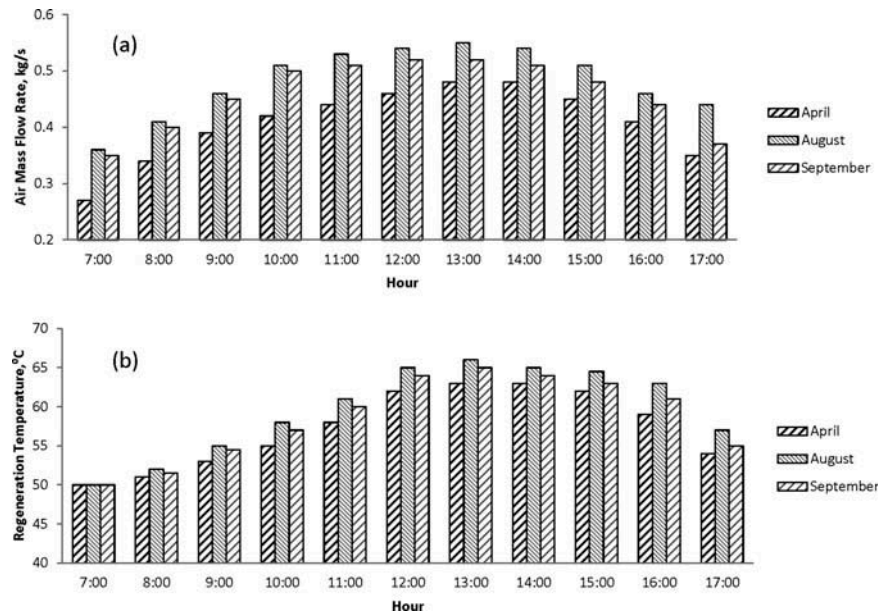 (a)
Air Mass Flow Rate, kg/s
0.6
0.5
0.4
0.3
0.2
7:00 8:00 9:00 10:00 11:00 12:00 13:00 14:00 15:00 16:00 17:00
Hour
April
August
September
(b)
Regeneration Temperature,ºC
70
65
60
55
50
45
40
7:00 8:00 9:00 10:00 11:00 12:00 13:00 14:00 15:00 16:00 17:00
Hour
April
August
September